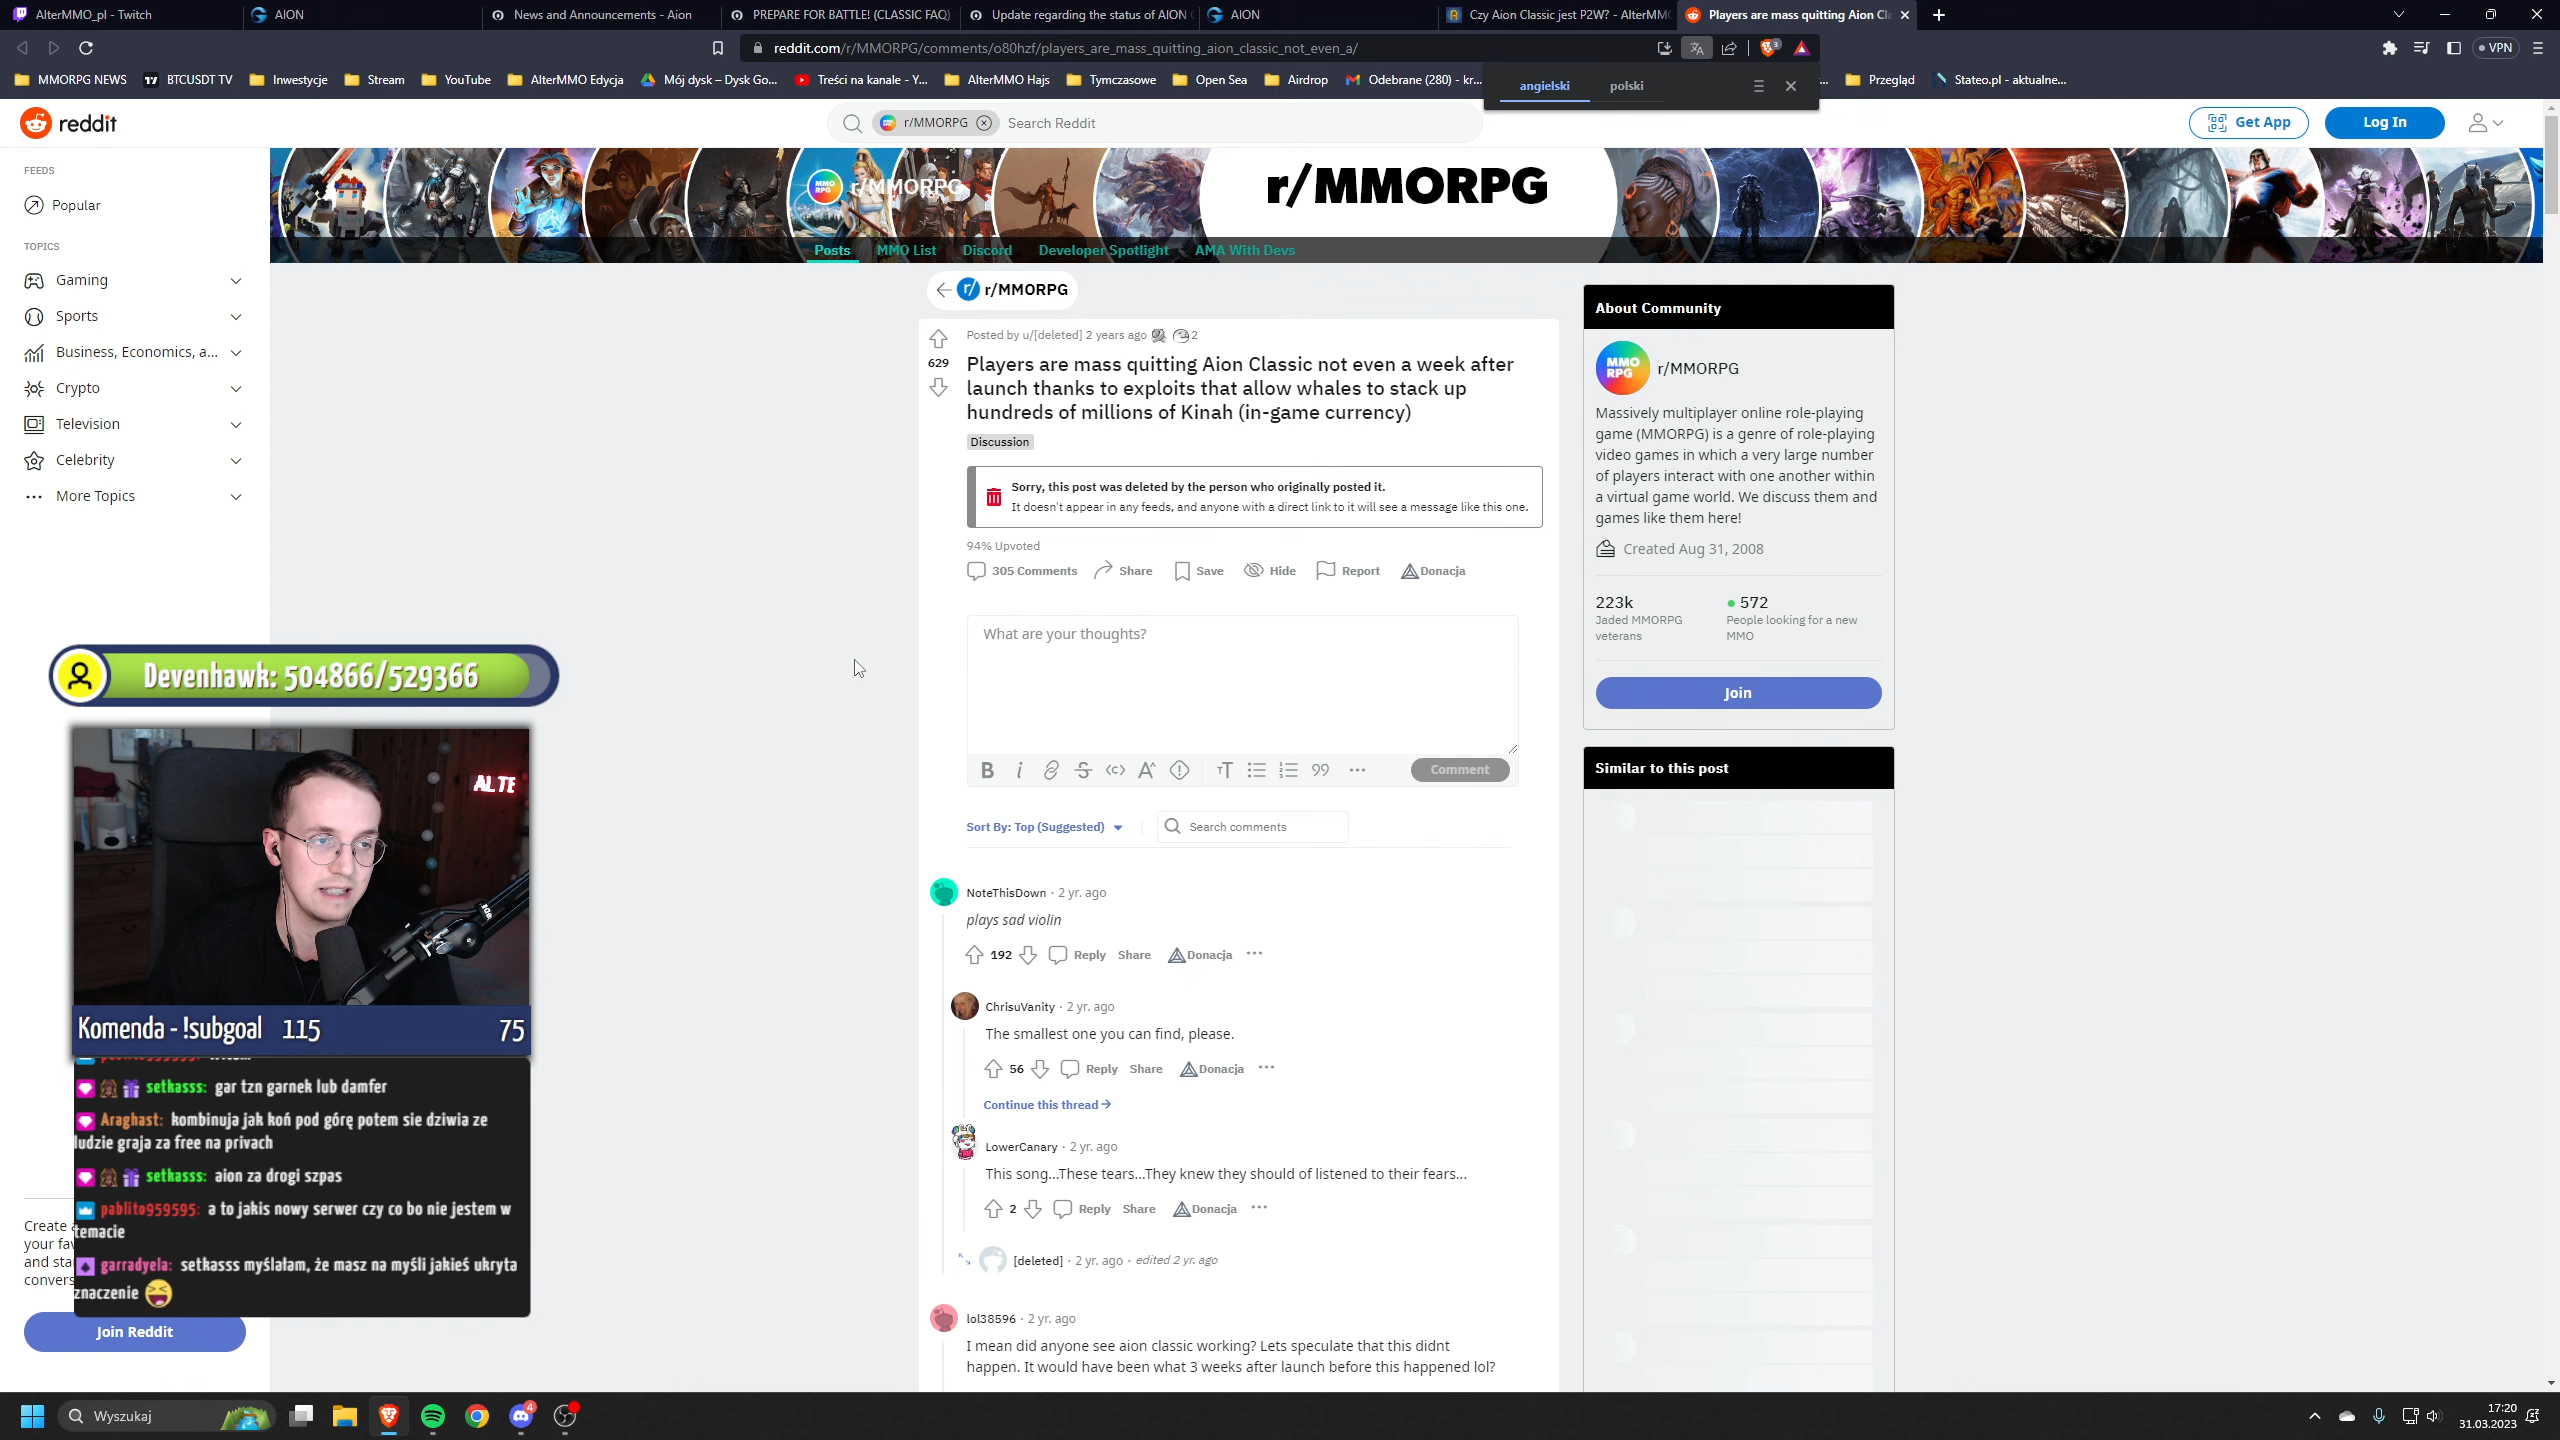 AlterMMO_pl - Twitch
AION
News and Announcements - Aion
PREPARE FOR BATTLE! (CLASSIC FAQ)
Update regarding the status of AION
AION
Czy Aion Classic jest P2W? - AlterMM
Players are mass quitting Aion Cl
reddit.com/r/MMORPG/comments/o80hzf/players_are_mass_quitting_aion_classic_not_even_a/
3
VPN
MMORPG NEWS
BTCUSDT TV
Inwestycje
Stream
YouTube
AlterMMO Edycja
Mój dysk – Dysk Go...
Treści na kanale - Y...
AlterMMO Hajs
Tymczasowe
Open Sea
Airdrop
Odebrane (280) - kr...
Przegląd
Stateo.pl - aktualne...
angielski
polski
reddit
r/MMORPG
Search Reddit
Get App
Log In
FEEDS
Popular
TOPICS
Gaming
Sports
Business, Economics, a...
Crypto
Television
Celebrity
More Topics
MMO RPG
r/MMORPG
r/MMORPG
Posts
MMO List
Discord
Developer Spotlight
AMA With Devs
r/ r/MMORPG
Posted by u/[deleted] 2 years ago 2
629
Players are mass quitting Aion Classic not even a week after
launch thanks to exploits that allow whales to stack up
hundreds of millions of Kinah (in-game currency)
Discussion
Sorry, this post was deleted by the person who originally posted it.
It doesn't appear in any feeds, and anyone with a direct link to it will see a message like this one.
94% Upvoted
305 Comments
Share
Save
Hide
Report
Donacja
What are your thoughts?
Comment
Sort By: Top (Suggested)
Search comments
NoteThisDown · 2 yr. ago
plays sad violin
192 Reply Share Donacja
ChrisuVanity · 2 yr. ago
The smallest one you can find, please.
56 Reply Share Donacja
Continue this thread
LowerCanary · 2 yr. ago
This song...These tears...They knew they should of listened to their fears...
2 Reply Share Donacja
[deleted] · 2 yr. ago · edited 2 yr. ago
lol38596 · 2 yr. ago
I mean did anyone see aion classic working? Lets speculate that this didnt
happen. It would have been what 3 weeks after launch before this happened lol?
About Community
MMO
RPG
r/MMORPG
Massively multiplayer online role-playing
game (MMORPG) is a genre of role-playing
video games in which a very large number
of players interact with one another within
a virtual game world. We discuss them and
games like them here!
Created Aug 31, 2008
223k
Jaded MMORPG
veterans
572
People looking for a new
MMO
Join
Similar to this post
Devenhawk: 504866/529366
ALTE
Komenda - !subgoal 115 75
setkasss: gar tzn garnek lub damfer
Araghast: kombinuja jak koń pod górę potem sie dziwia ze
ludzie graja za free na privach
setkasss: aion za drogi szpas
pablito959595: a to jakis nowy serwer czy co bo nie jestem w
temacie
garradyela: setkasss myślałam, że masz na myśli jakieś ukryta
znaczenie
Create
your fav
and sta
convers
Join Reddit
Wyszukaj
4
17:20
31.03.2023